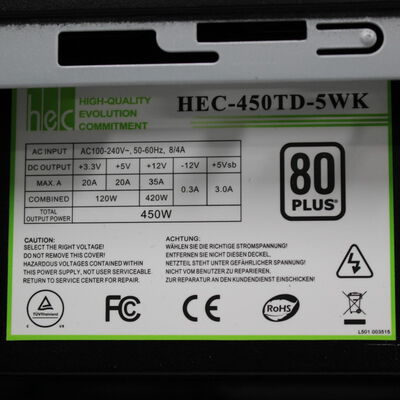 hec
HIGH-QUALITY
EVOLUTION
COMMITMENT
HEC-450TD-5WK
AC INPUT AC100-240V~, 50-60Hz, 8/4A
DC OUTPUT +3.3V +5V +12V -12V +5Vsb
MAX. A 20A 20A 35A 0.3A 3.0A
COMBINED 120W 420W
TOTAL OUTPUT POWER 450W
80
PLUS
CAUTION:
SELECT THE RIGHT VOLTAGE!
DO NOT REMOVE THIS COVER!
HAZARDOUS VOLTAGES CONTAINED WITHIN
THIS POWER SUPPLY, NOT USER SERVICEABLE.
RETURN TO SERVICE CENTER FOR REPAIR.
ACHTUNG:
WÄHLEN SIE DIE RICHTIGE STROMSPANNUNG!
ENTFERNEN SIE NICHT DIESEN DECKEL.
NETZTEIL STEHT UNTER GEFÄHRLICHER SPANNUNG!
NICHT VOM BENUTZER ZU REPARIEREN,
ZUR REPARATUR AN DEN KUNDENDIENST EINSCHICKEN!
TÜVRheinland
FC
CE
RoHS
L501 003515